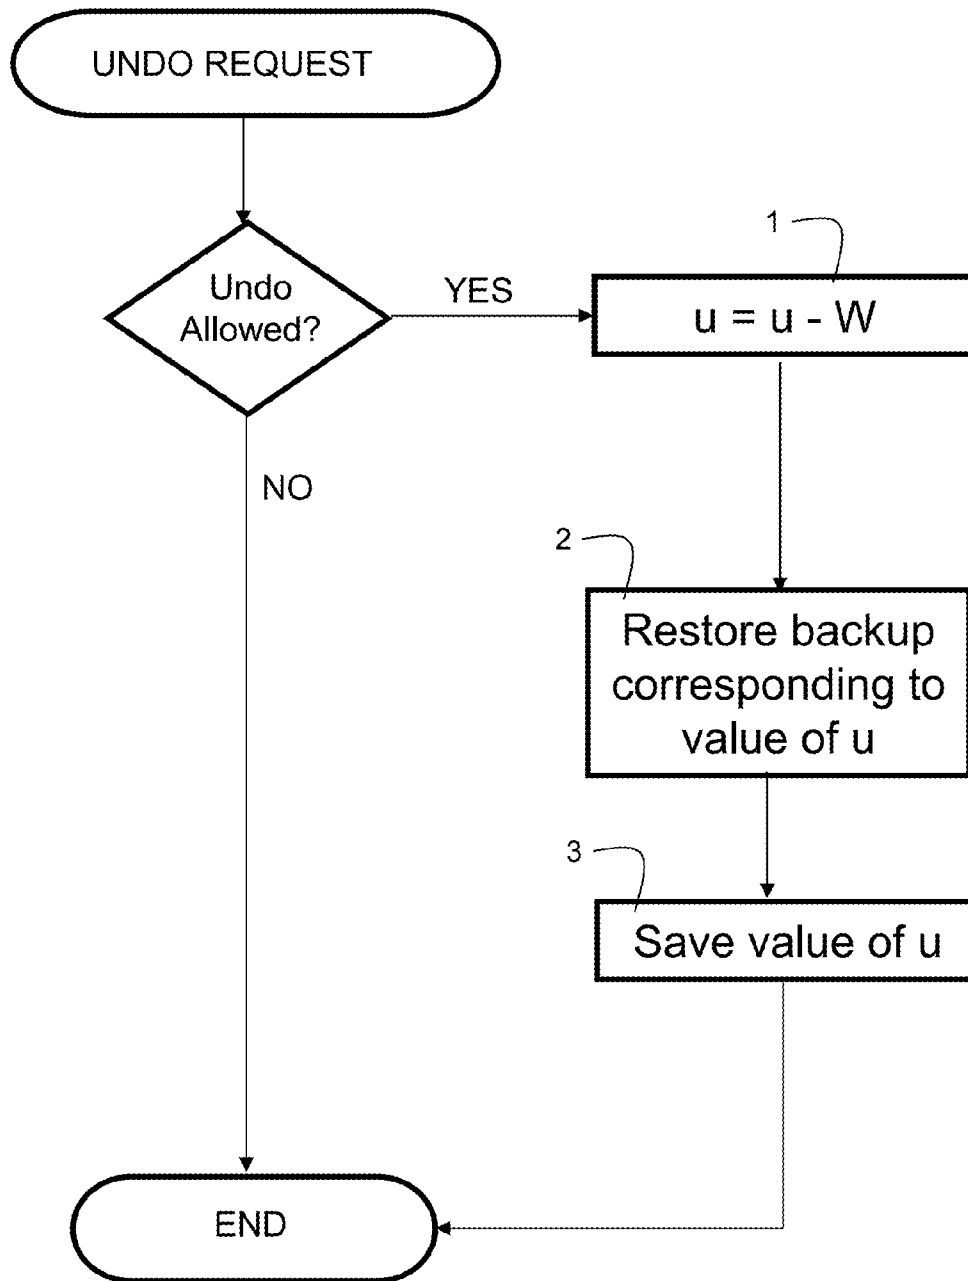 UNDO REQUEST
Undo
Allowed?
YES
1
u = u - W
NO
2
Restore backup
corresponding to
value of u
3
Save value of u
END